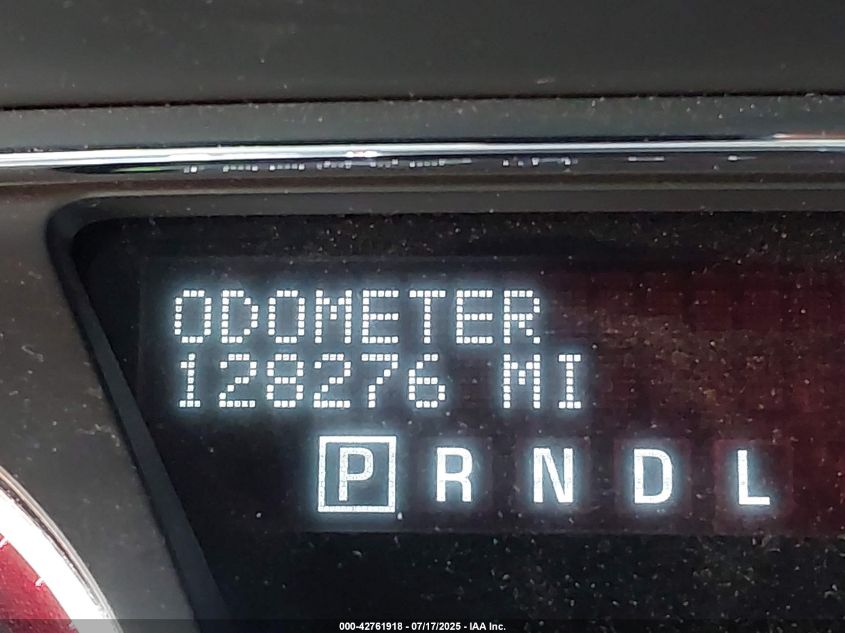 ODOMETER
128276 MI
P R N D L
000-42761918 - 07/17/2025 - IAA Inc.